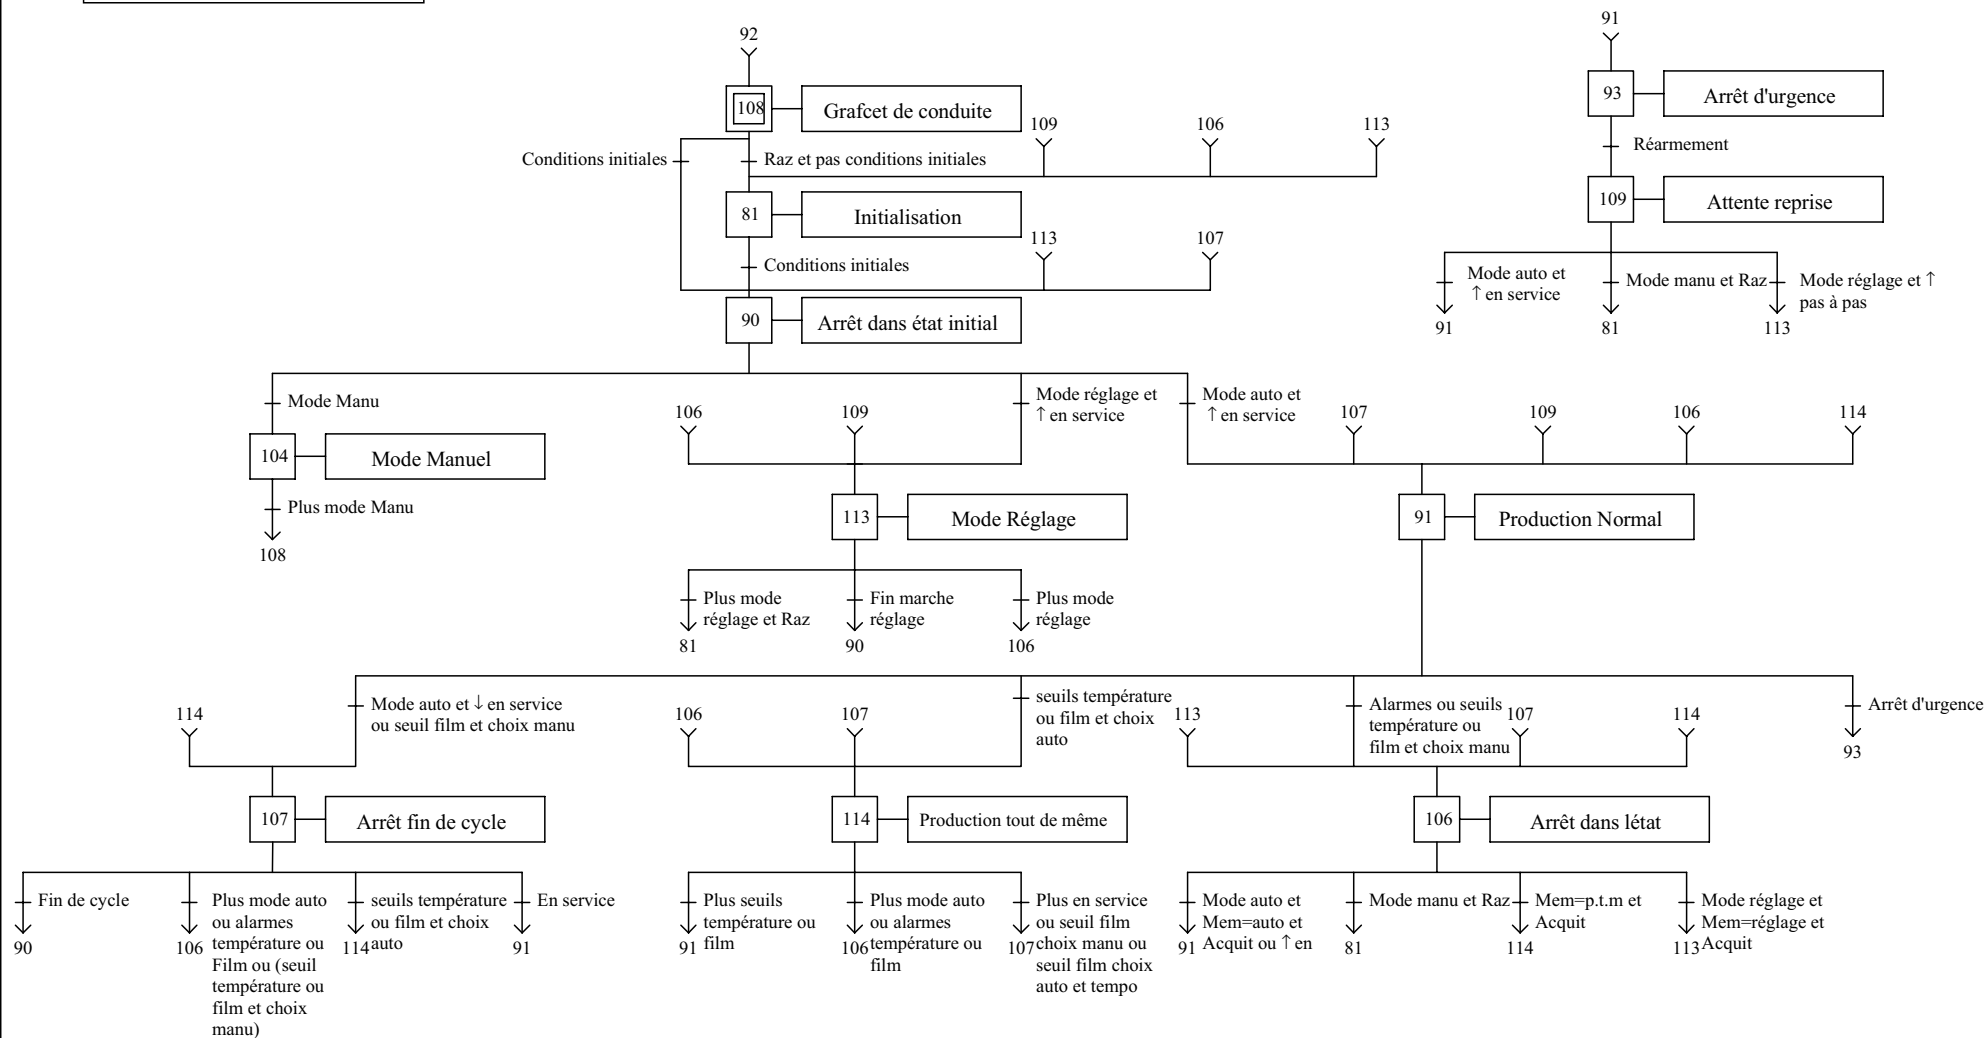 92
108
Grafcet de conduite
Conditions initiales
Raz et pas conditions initiales
109
106
113
81
Initialisation
Conditions initiales
113
107
90
Arrêt dans état initial
91
93
Arrêt d'urgence
Réarmement
109
Attente reprise
Mode auto et
↑ en service
91
Mode manu et Raz
81
Mode réglage et ↑
pas à pas
113
Mode Manu
104
Mode Manuel
Plus mode Manu
108
106
109
Mode réglage et
↑ en service
113
Mode Réglage
Plus mode
réglage et Raz
81
Fin marche
réglage
90
Plus mode
réglage
106
Mode auto et
↑ en service
107
109
106
114
91
Production Normal
114
Mode auto et ↓ en service
ou seuil film et choix manu
107
Arrêt fin de cycle
Fin de cycle
90
Plus mode auto
ou alarmes
température ou
Film ou (seuil
température ou
film et choix
manu)
106
seuils température
ou film et choix
auto
114
En service
91
106
107
seuils température
ou film et choix
auto
114
Production tout de même
Plus seuils
température ou
film
91
Plus mode auto
ou alarmes
température ou
film
106
Plus en service
ou seuil film
choix manu ou
seuil film choix
auto et tempo
107
113
Alarmes ou seuils
température ou
film et choix manu
107
114
106
Arrêt dans létat
Mode auto et
Mem=auto et
Acquit ou ↑ en
91
Mode manu et Raz
81
Mem=p.t.m et
Acquit
114
Mode réglage et
Mem=réglage et
Acquit
113
Arrêt d'urgence
93